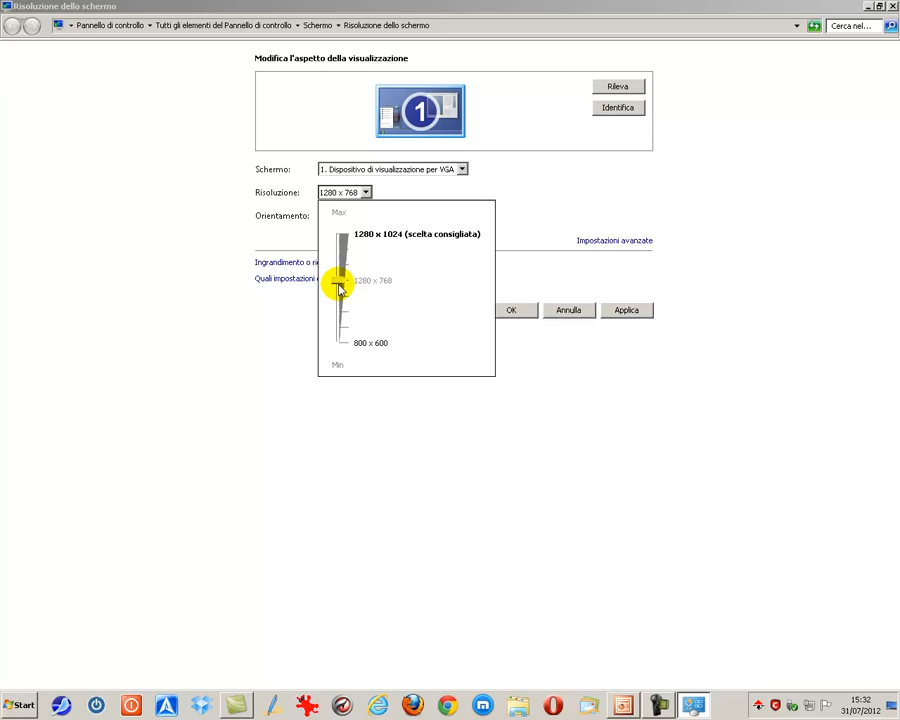 Risoluzione dello schermo
Pannello di controllo Tutti gli elementi del Pannello di controllo Schermo Risoluzione dello schermo Cerca nel...
Modifica l'aspetto della visualizzazione
1
Rileva
Identifica
Schermo: 1. Dispositivo di visualizzazione per VGA
Risoluzione: 1280 x 768
Max
Orientamento:
1280 x 1024 (scelta consigliata)
Impostazioni avanzate
Ingrandimento o
Quali impostazioni
1280 x 768
OK Annulla Applica
800 x 600
Min
Start
15:32
31/07/2012